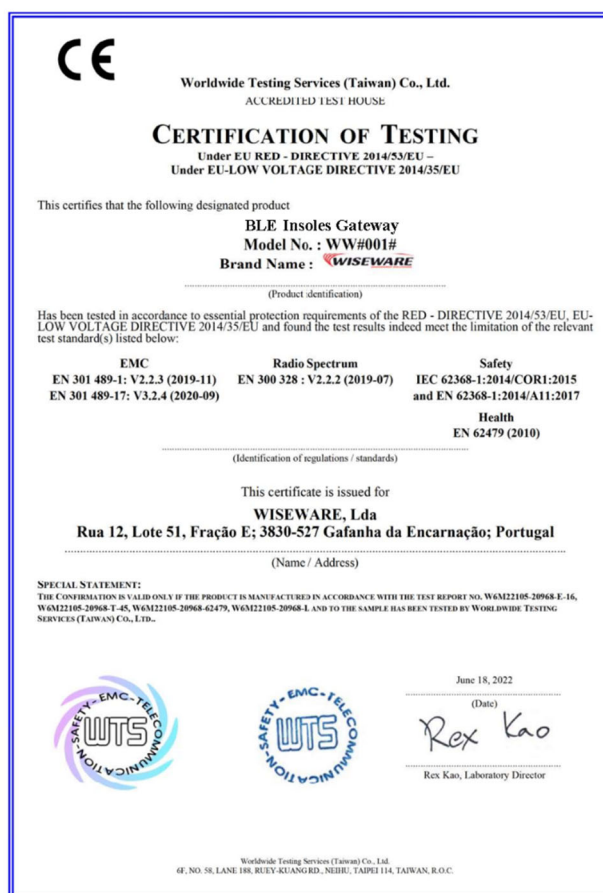 CE
Worldwide Testing Services (Taiwan) Co., Ltd.
ACCREDITED TEST HOUSE
CERTIFICATION OF TESTING
Under EU RED - DIRECTIVE 2014/53/EU –
Under EU-LOW VOLTAGE DIRECTIVE 2014/35/EU
This certifies that the following designated product
BLE Insoles Gateway
Model No. : WW#001#
Brand Name : WISEWARE
(Product identification)
Has been tested in accordance to essential protection requirements of the RED - DIRECTIVE 2014/53/EU, EU-
LOW VOLTAGE DIRECTIVE 2014/35/EU and found the test results indeed meet the limitation of the relevant
test standard(s) listed below:
EMC
EN 301 489-1: V2.2.3 (2019-11)
EN 301 489-17: V3.2.4 (2020-09)
Radio Spectrum
EN 300 328 : V2.2.2 (2019-07)
Safety
IEC 62368-1:2014/COR1:2015
and EN 62368-1:2014/A11:2017
Health
EN 62479 (2010)
(Identification of regulations / standards)
This certificate is issued for
WISEWARE, Lda
Rua 12, Lote 51, Fração E; 3830-527 Gafanha da Encarnação; Portugal
(Name / Address)
SPECIAL STATEMENT:
THE CONFIRMATION IS VALID ONLY IF THE PRODUCT IS MANUFACTURED IN ACCORDANCE WITH THE TEST REPORT NO. W6M22105-20968-E-16,
W6M22105-20968-T-45, W6M22105-20968-62479, W6M22105-20968-L AND TO THE SAMPLE HAS BEEN TESTED BY WORLDWIDE TESTING
SERVICES (TAIWAN) CO., LTD..
SAFETY-EMC-TELECOMMUNICATION
WTS
SAFETY-EMC-TELECOMMUNICATION
WTS
June 18, 2022
(Date)
Rex Kao
Rex Kao, Laboratory Director
Worldwide Testing Services (Taiwan) Co., Ltd.
6F, NO. 58, LANE 188, RUEY-KUANG RD., NEIHU, TAIPEI 114, TAIWAN, R.O.C.